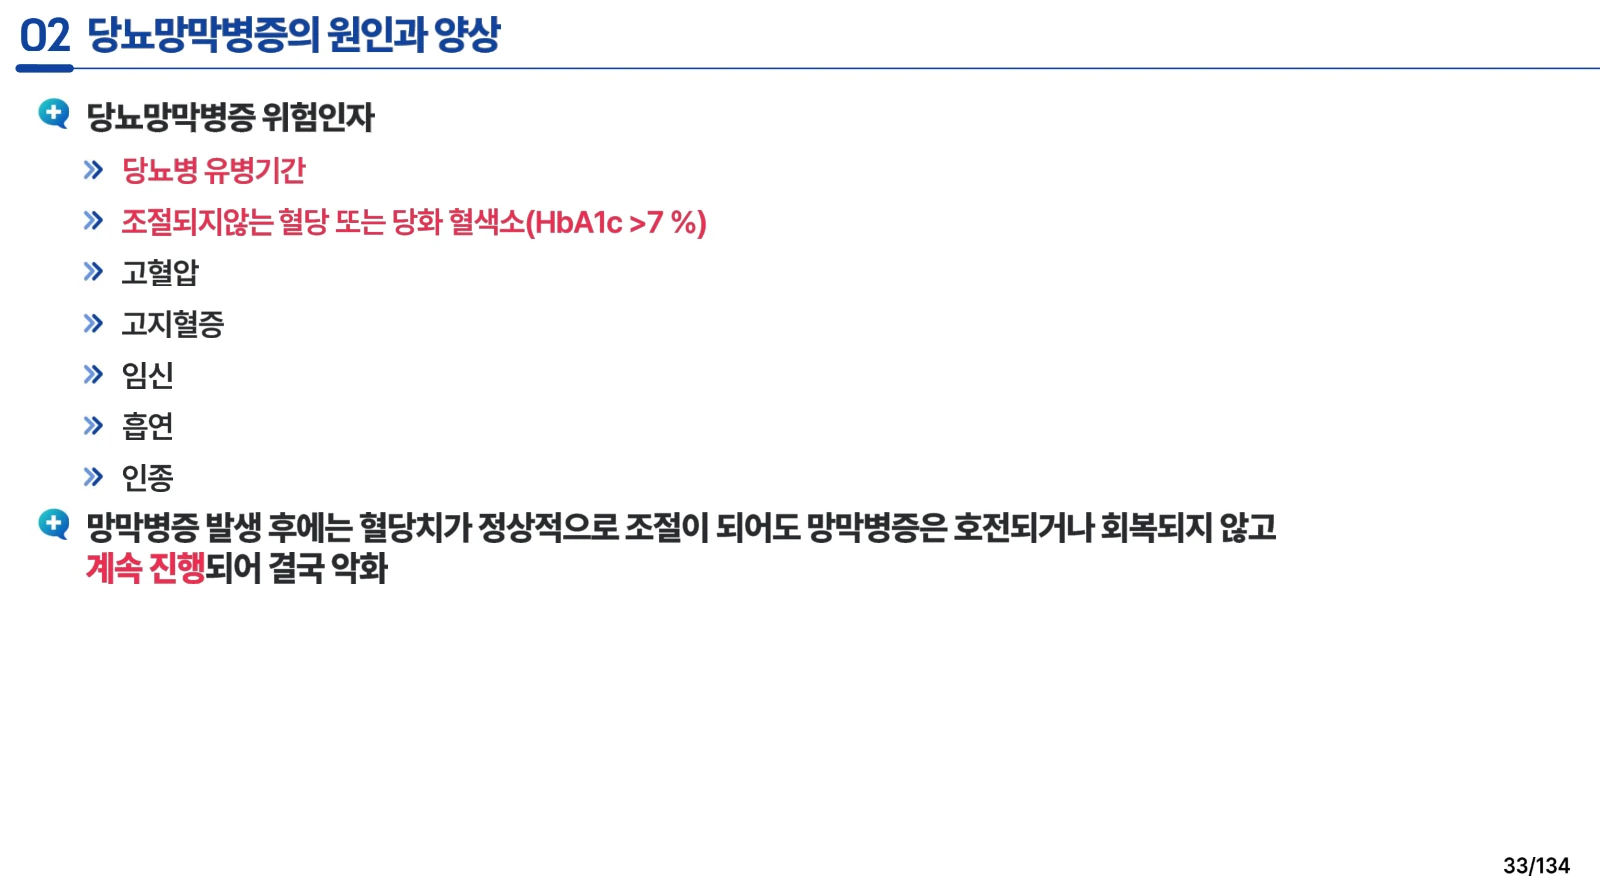 02 당뇨망막병증의 원인과 양상
당뇨망막병증 위험인자
당뇨병 유병기간
조절되지않는 혈당 또는 당화 혈색소(HbA1c >7 %)
고혈압
고지혈증
임신
흡연
인종
망막병증 발생 후에는 혈당치가 정상적으로 조절이 되어도 망막병증은 호전되거나 회복되지 않고
계속 진행되어 결국 악화
33/134